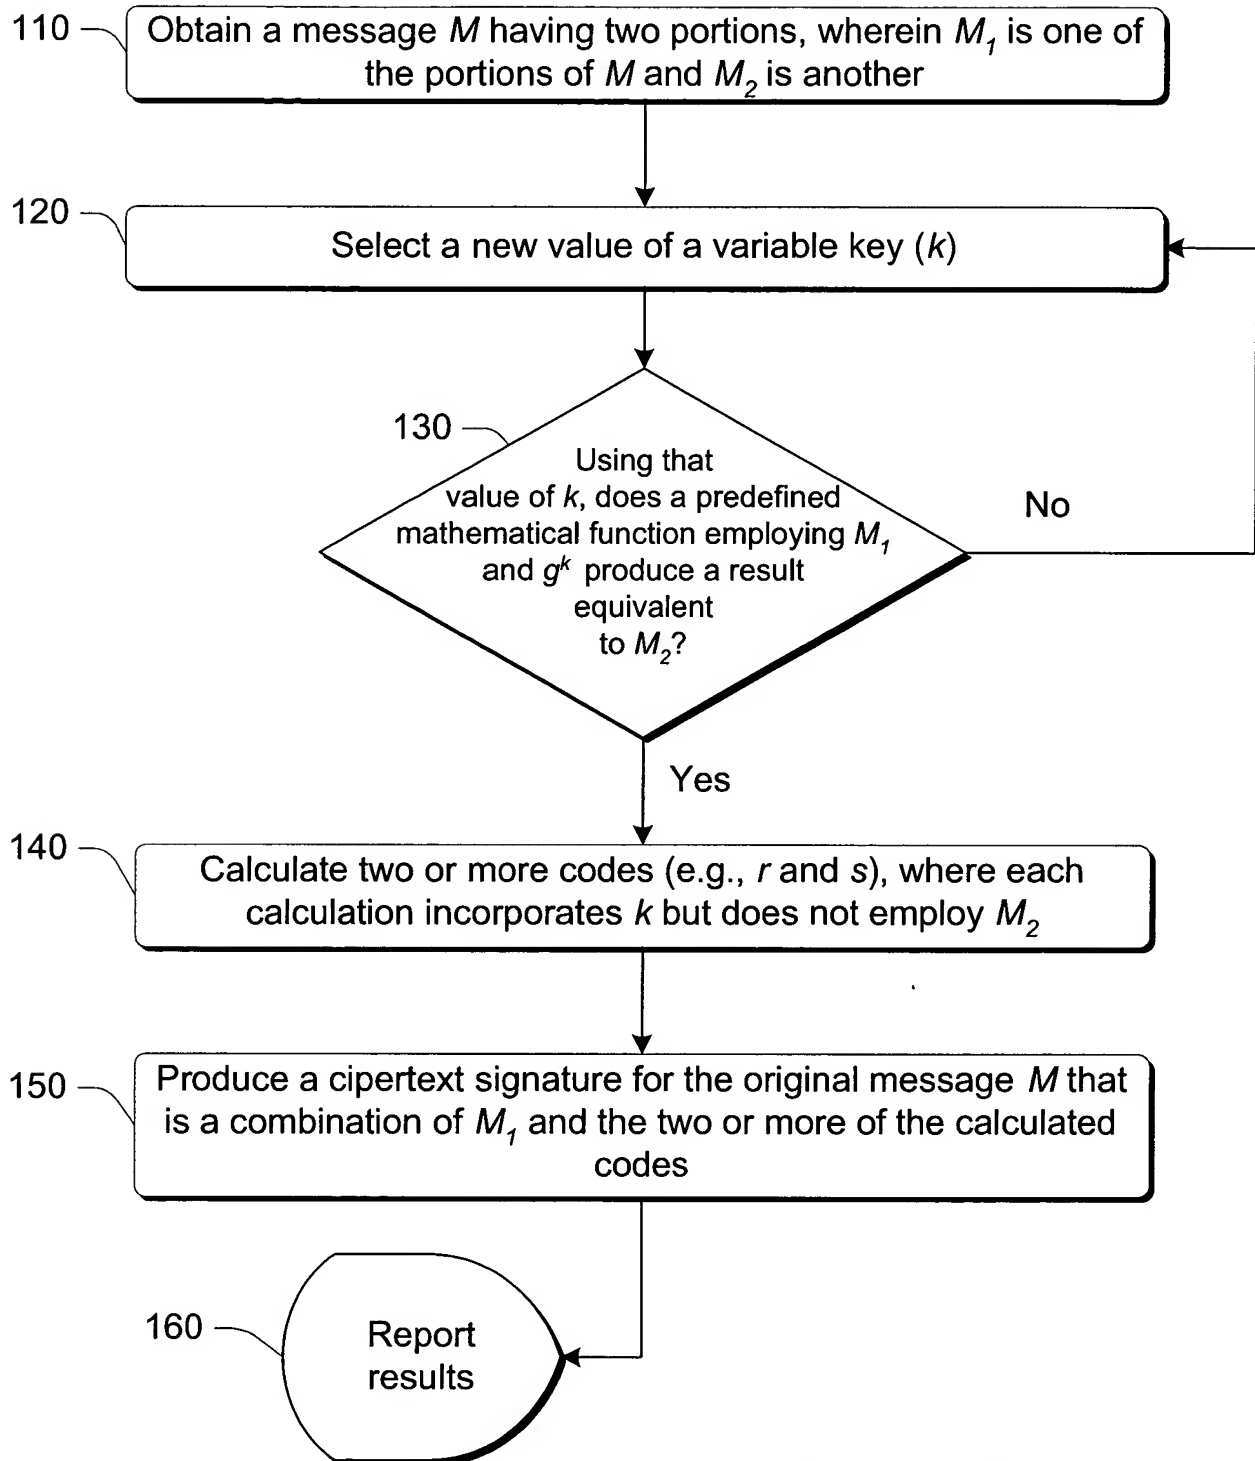 110
Obtain a message M having two portions, wherein M₁ is one of
the portions of M and M₂ is another
120
Select a new value of a variable key (k)
130
Using that
value of k, does a predefined
mathematical function employing M₁
and gᵏ produce a result
equivalent
to M₂?
No
Yes
140
Calculate two or more codes (e.g., r and s), where each
calculation incorporates k but does not employ M₂
150
Produce a cipertext signature for the original message M that
is a combination of M₁ and the two or more of the calculated
codes
160
Report
results